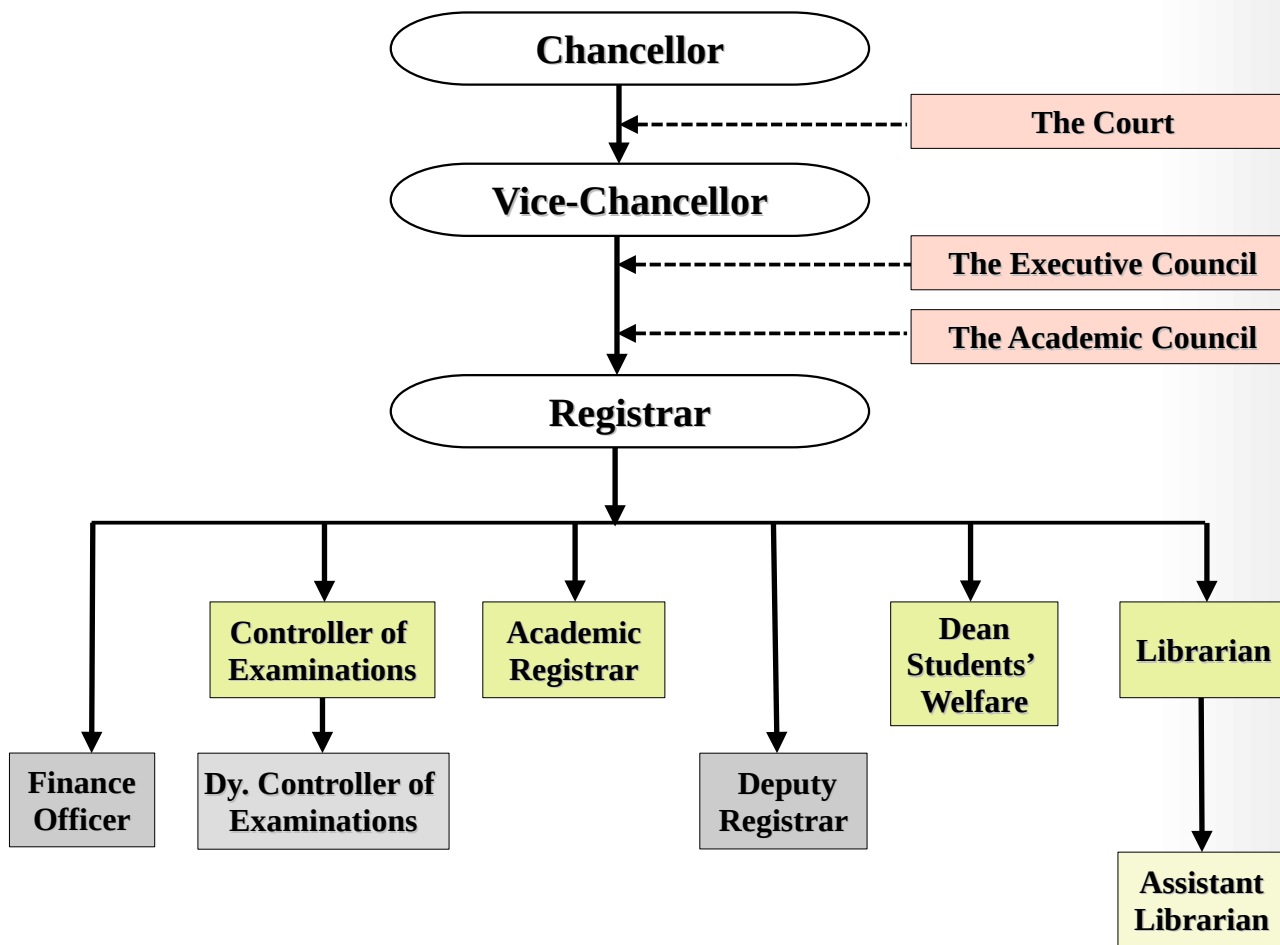 Chancellor
The Court
Vice-Chancellor
The Executive Council
The Academic Council
Registrar
Controller of
Examinations
Academic
Registrar
Dean
Students’
Welfare
Librarian
Finance
Officer
Dy. Controller of
Examinations
Deputy
Registrar
Assistant
Librarian